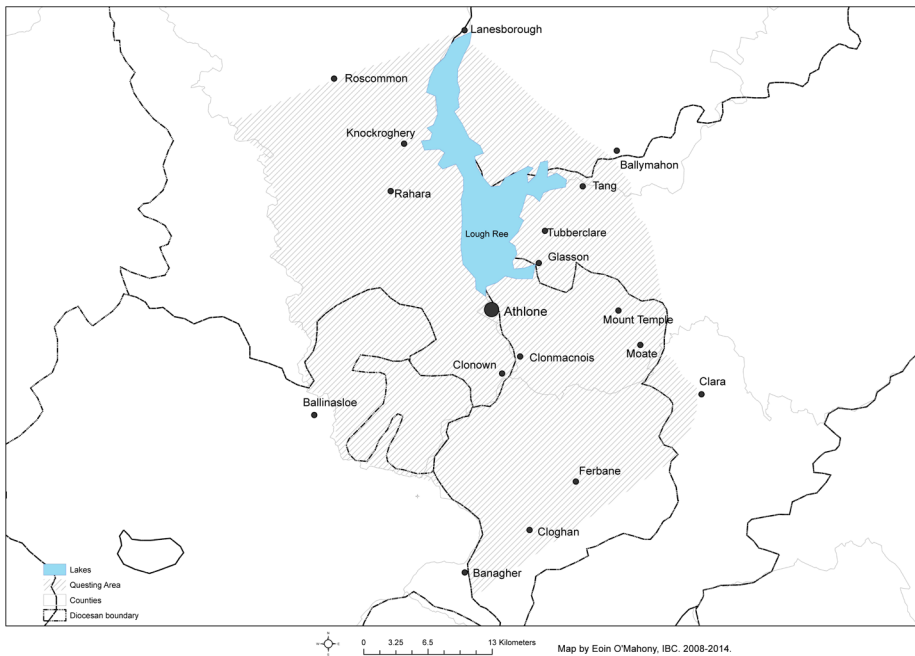 Lanesborough
Roscommon
Knockroghery
Ballymahon
Tang
Rahara
Lough Ree
Tubberclare
Glasson
Athlone
Mount Temple
Moate
Clonmacnois
Clonown
Clara
Ballinasloe
Ferbane
Cloghan
Banagher
Lakes
Questing Area
Counties
Diocesan boundary
0 3.25 6.5 13 Kilometers
Map by Eoin O'Mahony, IBC. 2008-2014.